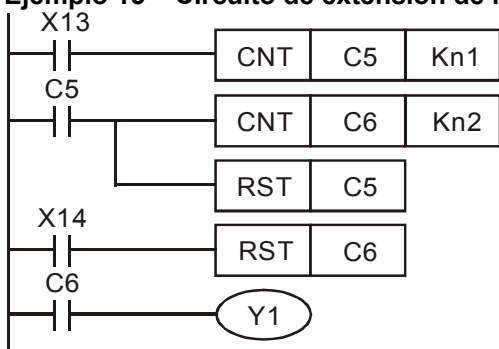 Ejemplo 13 Circuito de extensión de
X13
CNT C5 Kn1
C5
CNT C6 Kn2
RST C5
X14
RST C6
C6
Y1